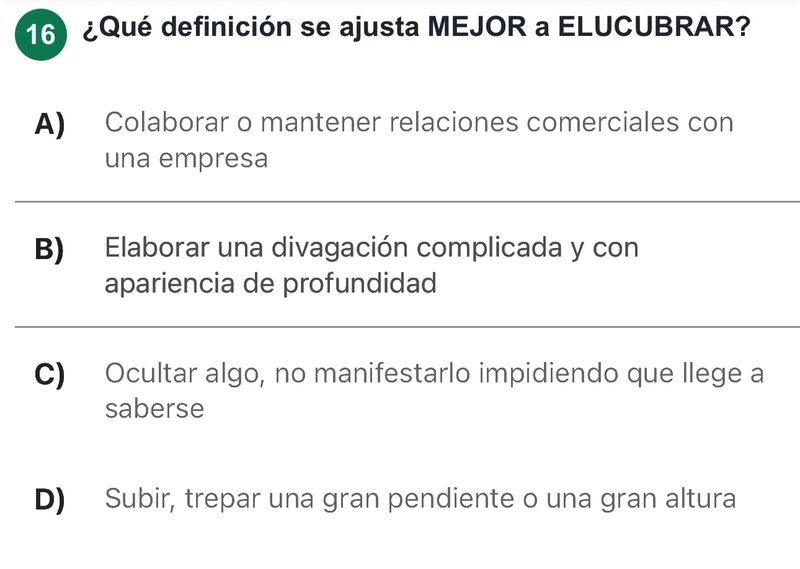 16 ¿Qué definición se ajusta MEJOR a ELUCUBRAR?
A) Colaborar o mantener relaciones comerciales con
una empresa
B) Elaborar una divagación complicada y con
apariencia de profundidad
C) Ocultar algo, no manifestarlo impidiendo que llege a
saberse
D) Subir, trepar una gran pendiente o una gran altura